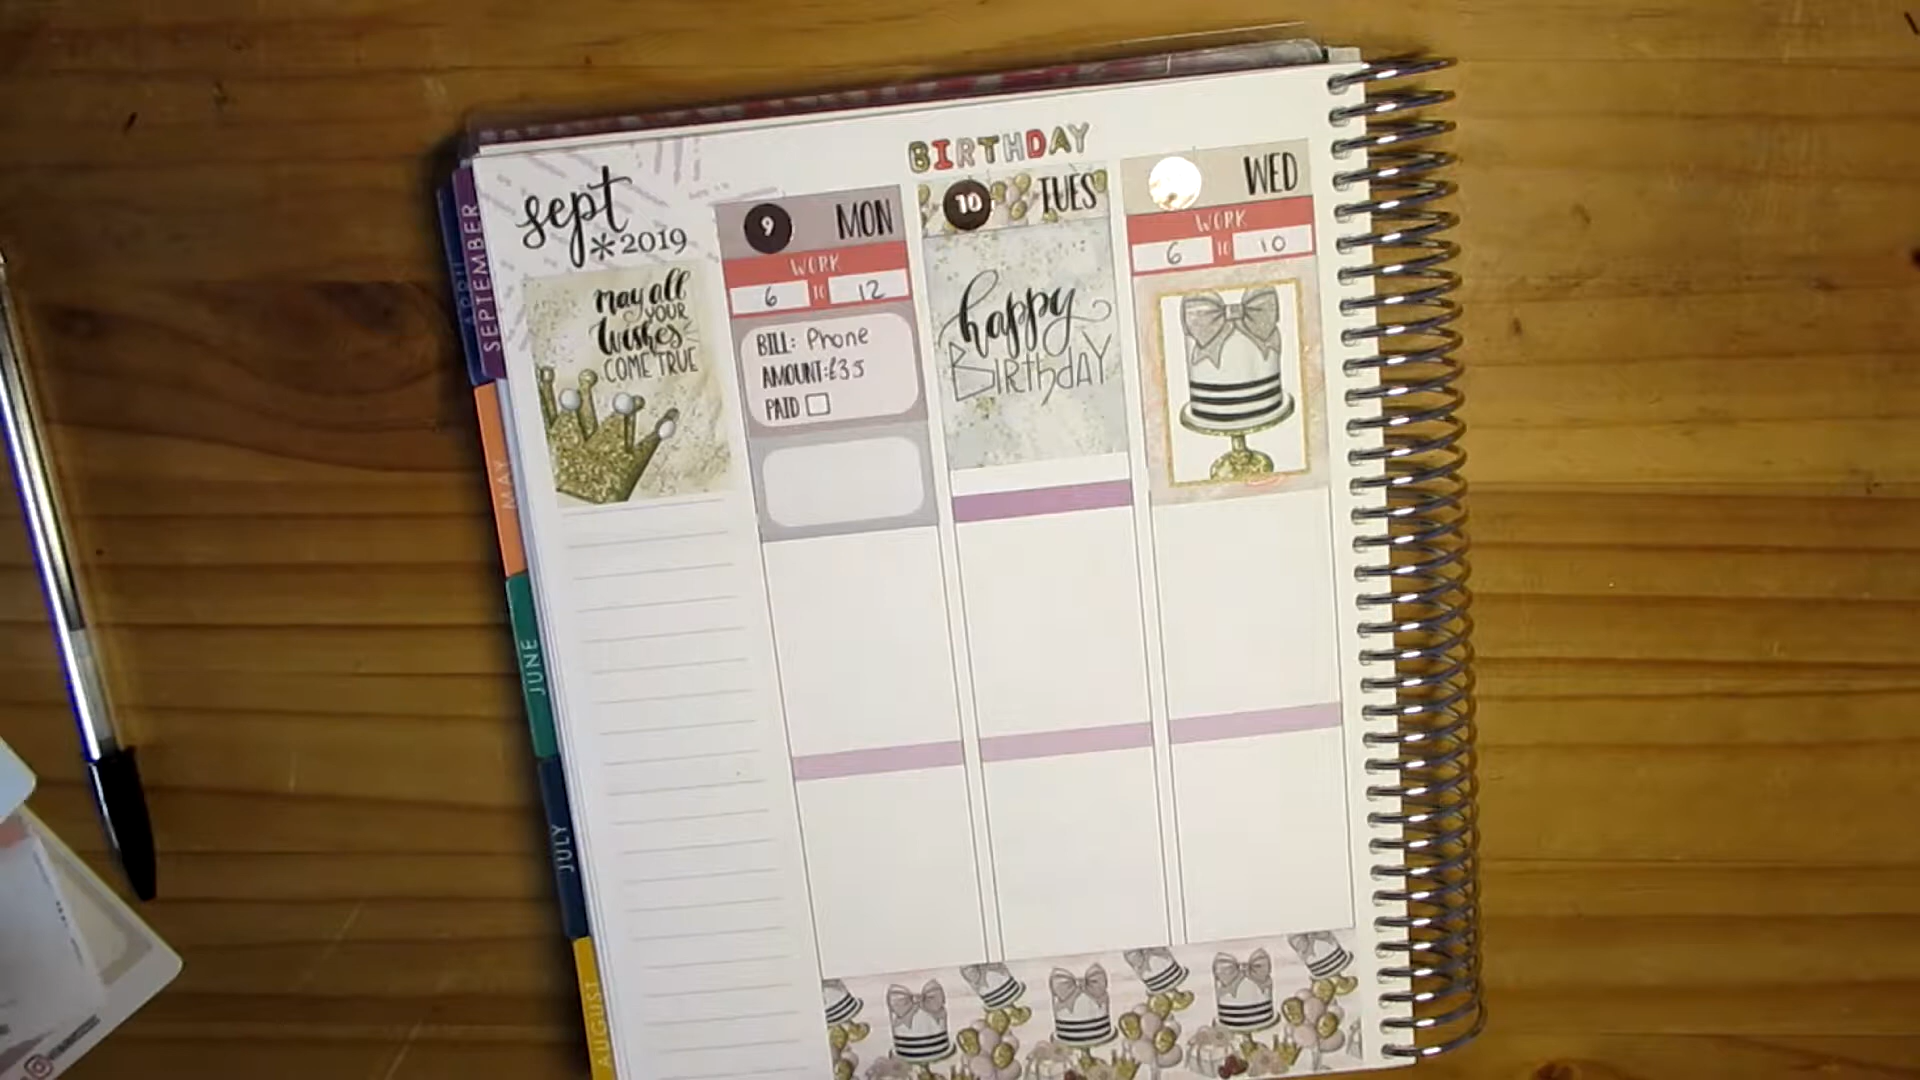 BIRTHDAY
sept
*2019
9 MON
10 TUES
WED
WORK
6 TO 12
WORK
6 TO 10
may all
YOUR
Wishes
COME TRUE
BILL: Phone
AMOUNT: £35
PAID
happy
BIRTHDAY
APRIL
SEPTEMBER
MAY
JUNE
JULY
AUGUST